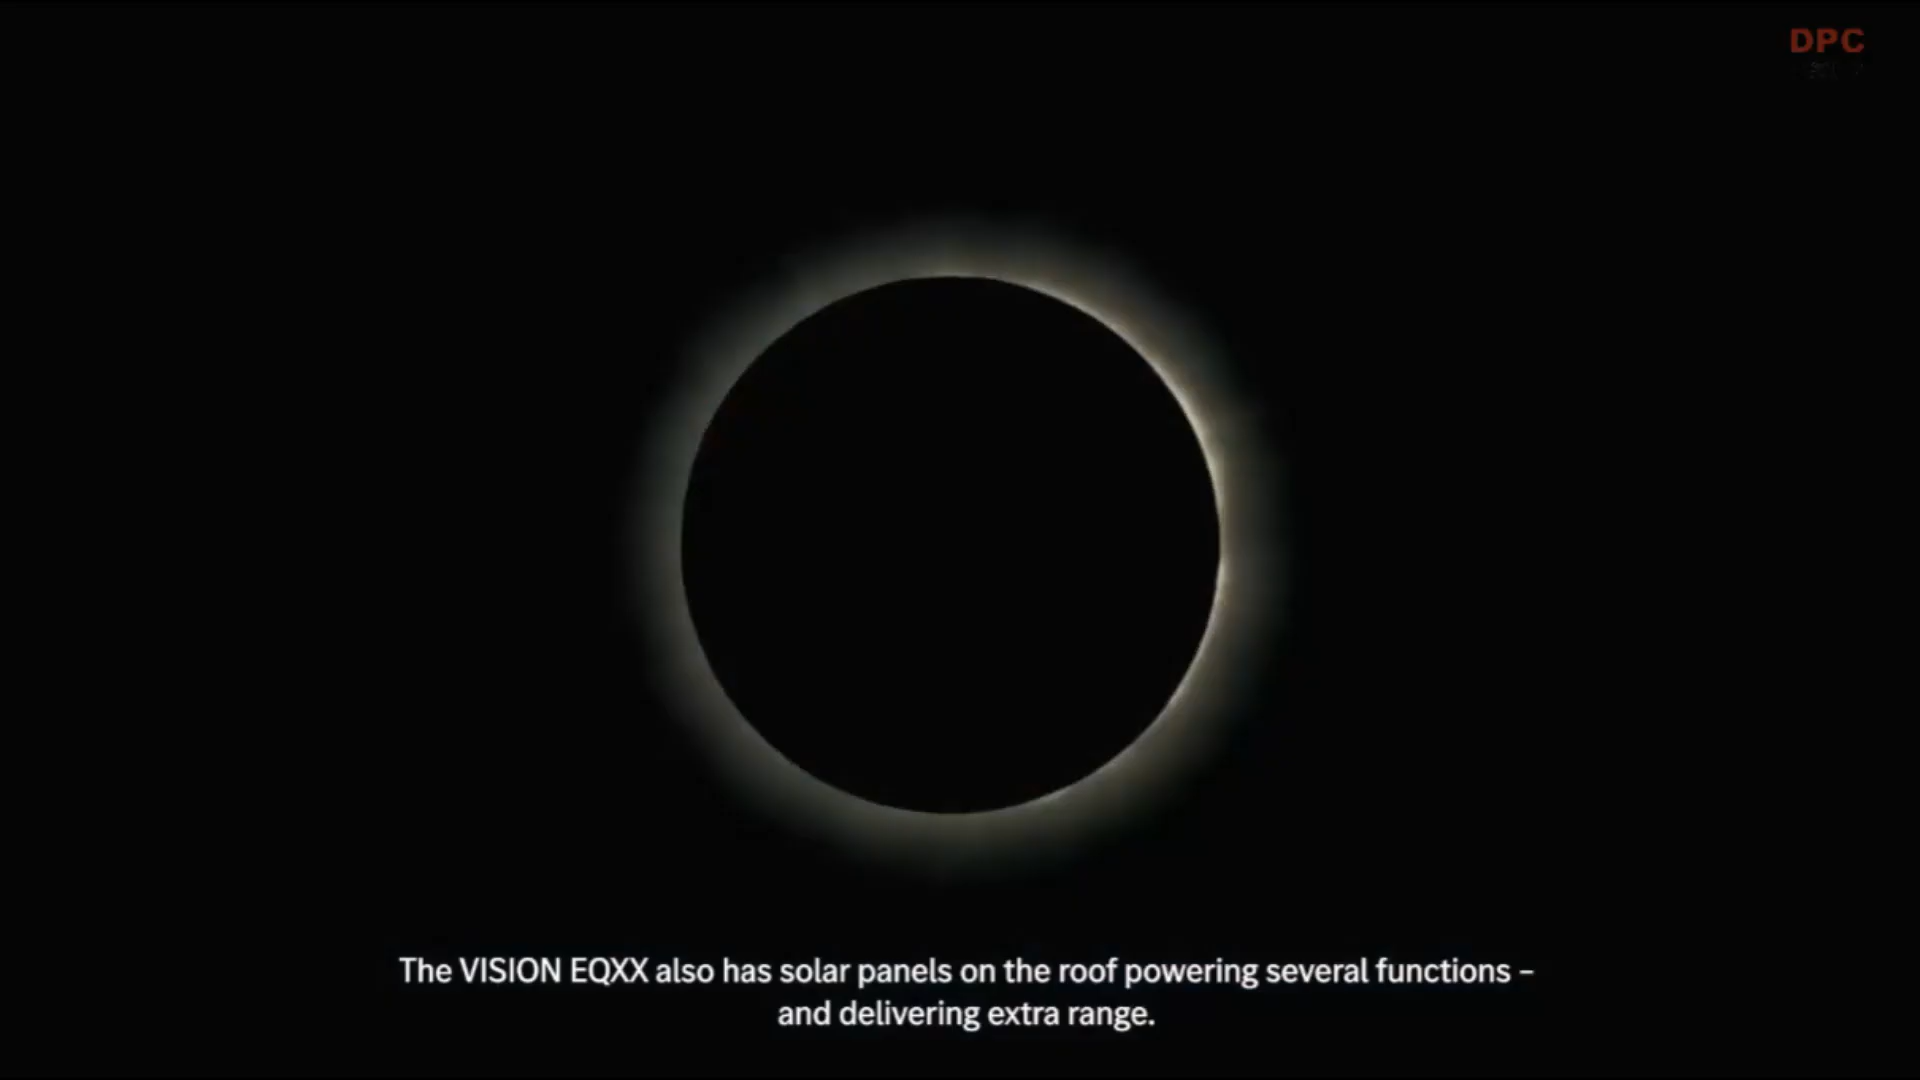 DPC
The VISION EQXX also has solar panels on the roof powering several functions –
and delivering extra range.